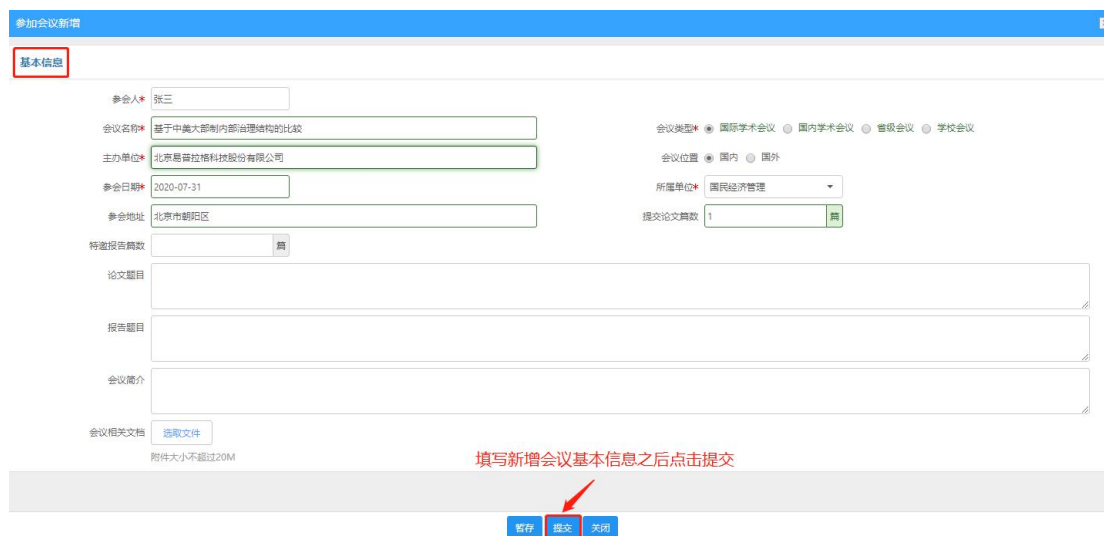 参加会议新增
基本信息
参会人* 张三
会议名称* 基于中美大部制内部治理结构的比较 会议类型* 国际学术会议 国内学术会议 省级会议 学校会议
主办单位* 北京易普拉格科技股份有限公司 会议位置 国内 国外
参会日期* 2020-07-31 所属单位* 国民经济管理
参会地址 北京市朝阳区 提交论文篇数 1 篇
特邀报告篇数 篇
论文题目
报告题目
会议简介
会议相关文档 选取文件
附件大小不超过20M
填写新增会议基本信息之后点击提交
暂存 提交 关闭